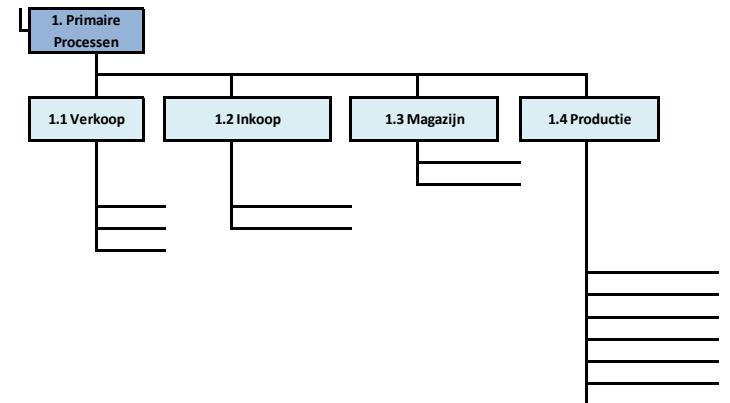 1. Primaire
Processen
1.1 Verkoop
1.2 Inkoop
1.3 Magazijn
1.4 Productie